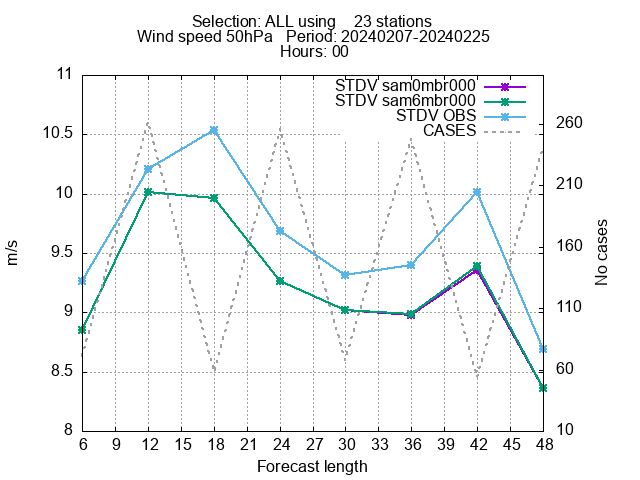 Selection: ALL using    23 stations
Wind speed 50hPa   Period: 20240207-20240225
Hours: 00
STDV sam0mbr000
STDV sam6mbr000
STDV OBS
CASES
11
10.5
10
9.5
9
8.5
8
m/s
260
210
160
110
60
10
No cases
6 9 12 15 18 21 24 27 30 33 36 39 42 45 48
Forecast length